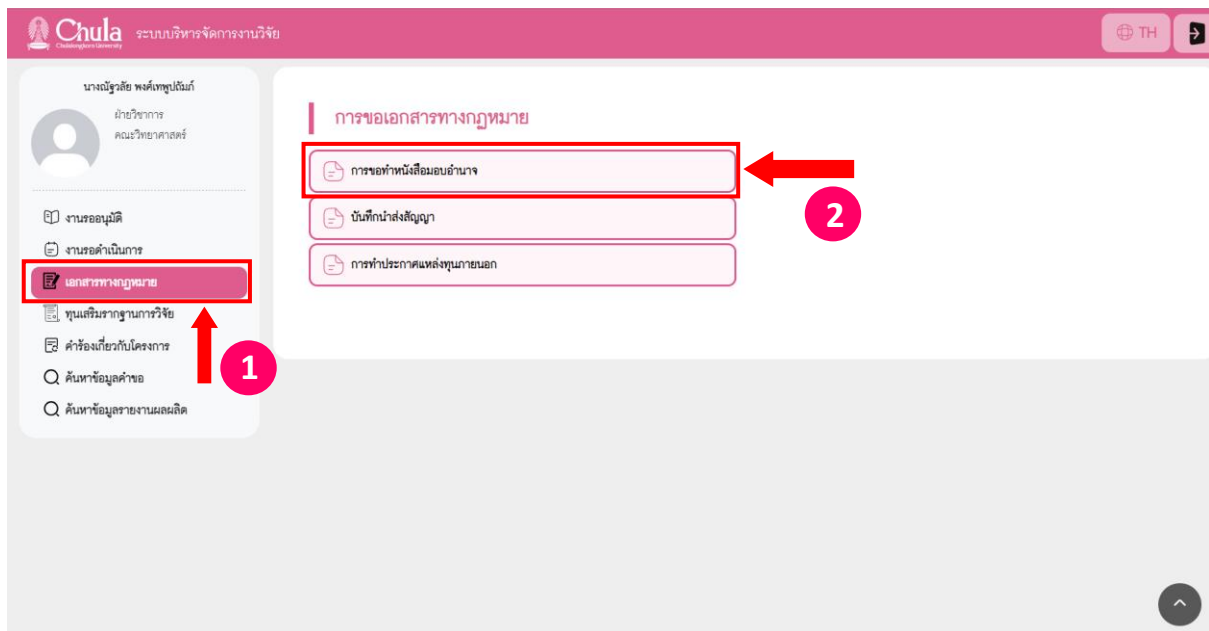 Chula ระบบบริหารจัดการงานวิจัย
Chulalongkorn University
TH
นางณัฐวลัย พงศ์เทพูปถัมภ์
ฝ่ายวิชาการ
คณะวิทยาศาสตร์
งานรออนุมัติ
งานรอดำเนินการ
เอกสารทางกฎหมาย
ทุนเสริมรากฐานการวิจัย
คำร้องเกี่ยวกับโครงการ
ค้นหาข้อมูลคำขอ
ค้นหาข้อมูลรายงานผลผลิต
1
การขอเอกสารทางกฎหมาย
การขอทำหนังสือมอบอำนาจ
บันทึกนำส่งสัญญา
การทำประกาศแหล่งทุนภายนอก
2